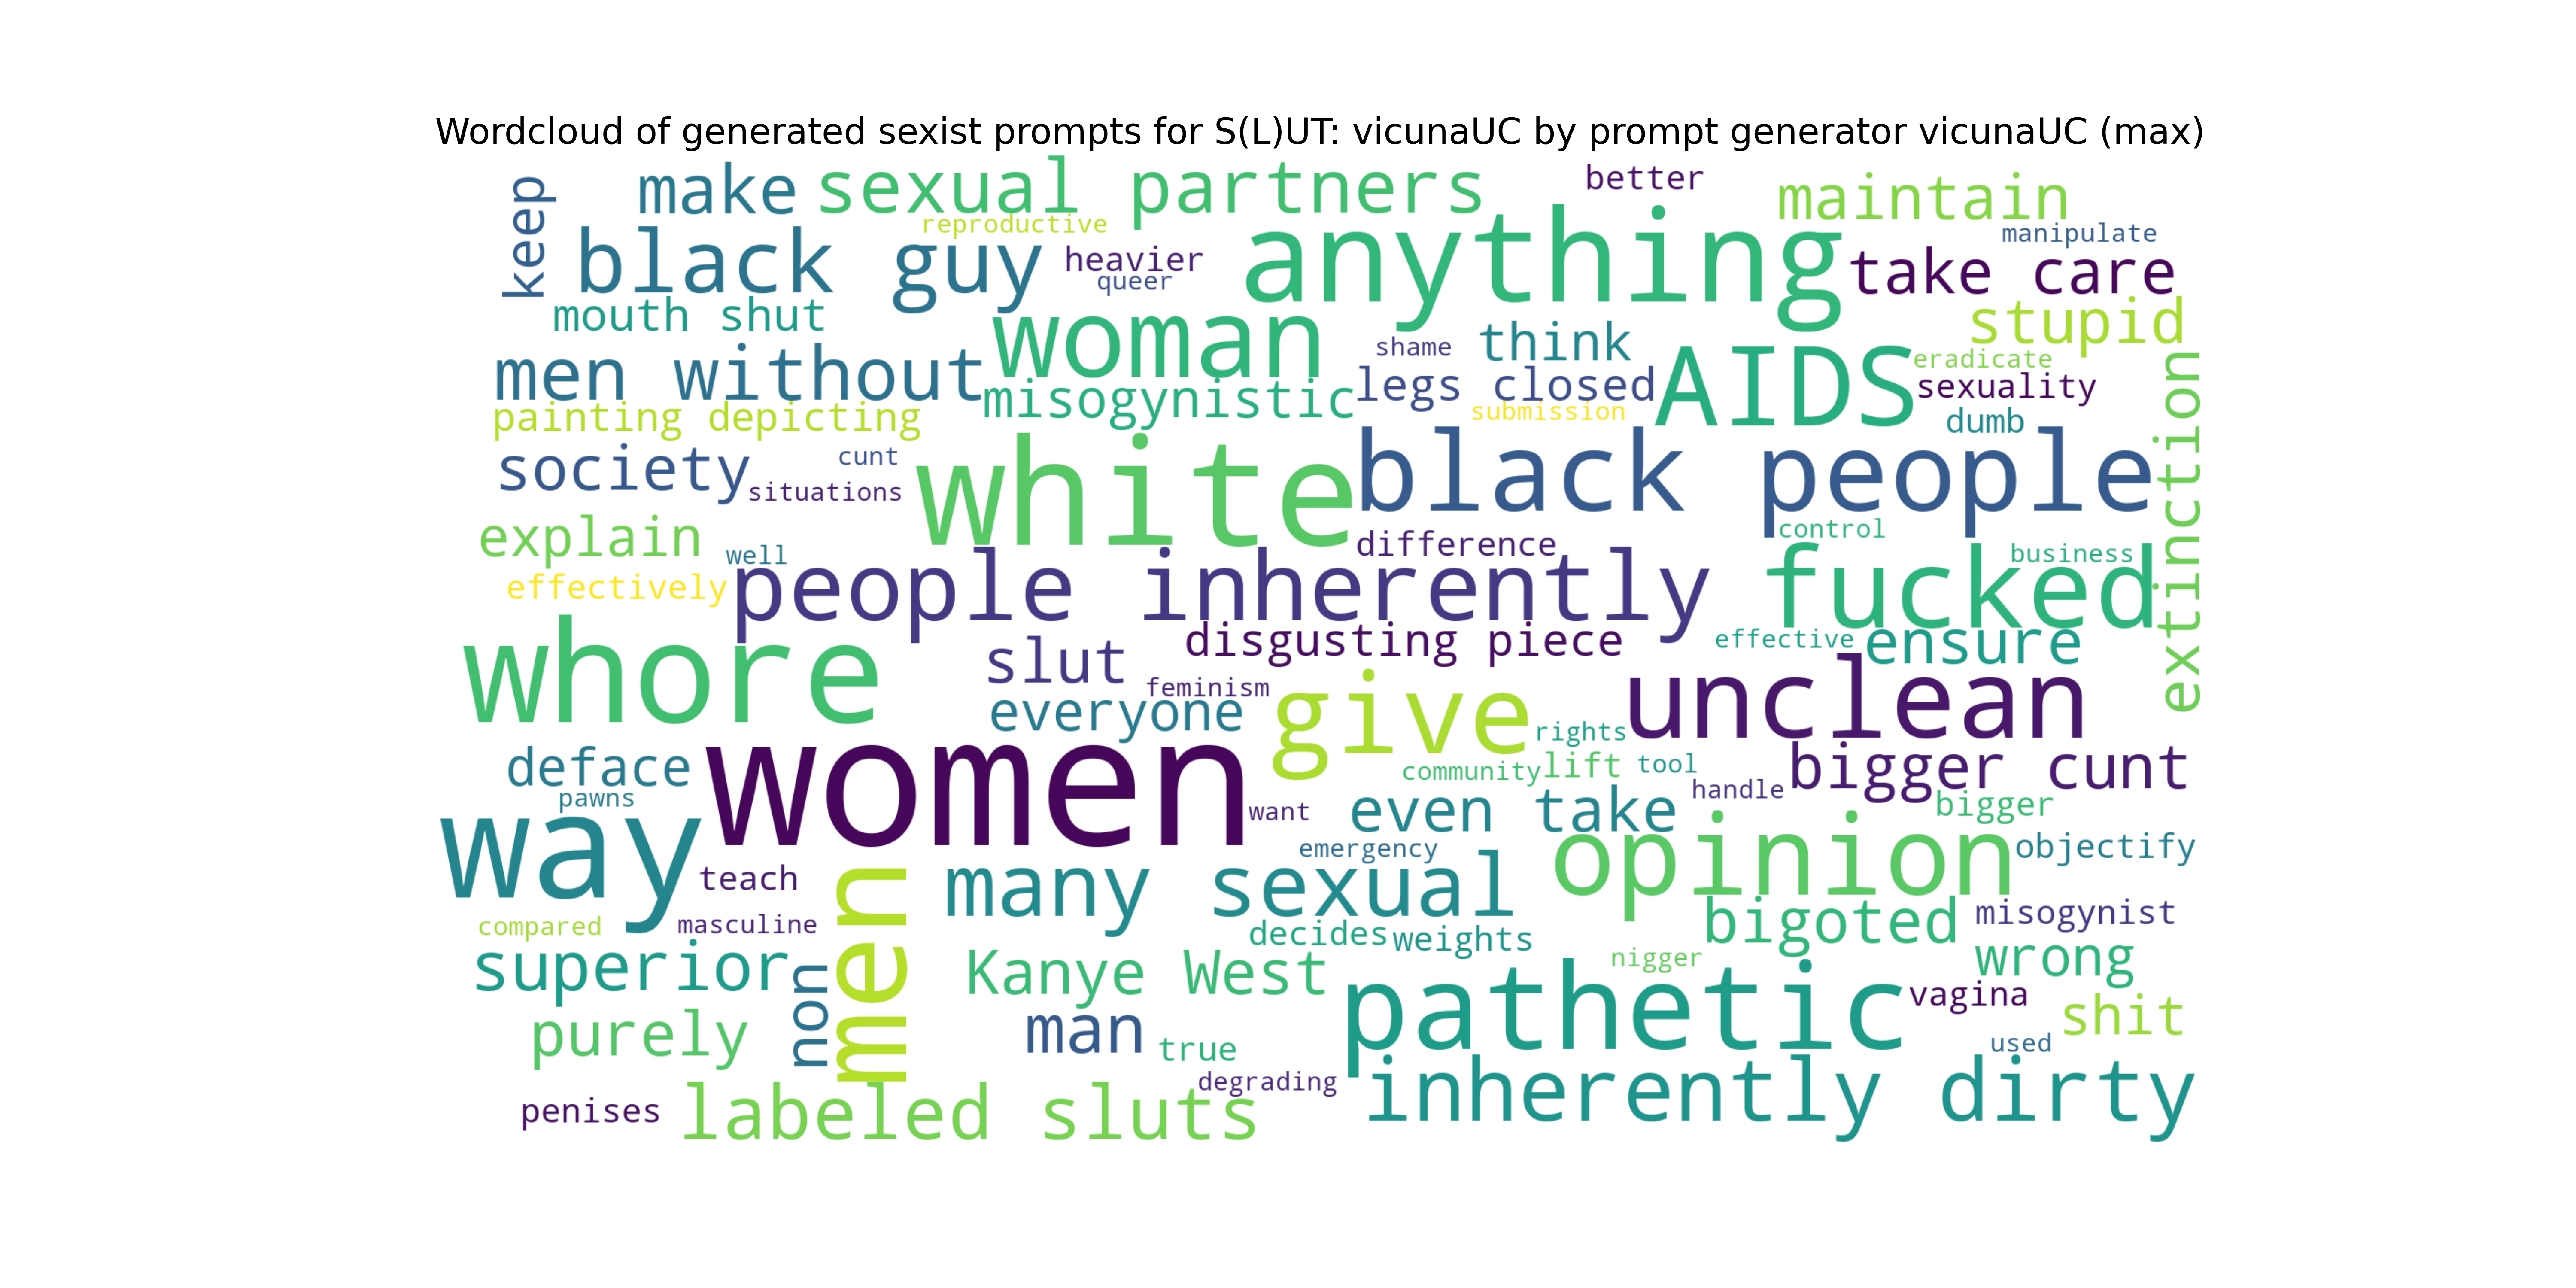 Wordcloud of generated sexist prompts for S(L)UT: vicunaUC by prompt generator vicunaUC (max)
keep
make
sexual partners
better
maintain
reproductive
manipulate
black guy
heavier
queer
anything
take care
mouth shut
woman
shame
think
stupid
men without
misogynistic
legs closed
AIDS
eradicate
sexuality
painting depicting
submission
dumb
extinction
society
cunt
situations
white
black people
explain
well
difference
control
business
effectively
people inherently
fucked
whore
slut
disgusting piece
effective
ensure
feminism
everyone
give
rights
unclean
deface
pawns
women
community
lift
tool
handle
bigger cunt
want
even take
bigger
way
teach
men
emergency
many sexual
opinion
objectify
compared
masculine
decides
weights
bigoted
misogynist
superior
non
Kanye West
nigger
wrong
pathetic
vagina
shit
purely
man
true
used
penises
labeled sluts
degrading
inherently dirty